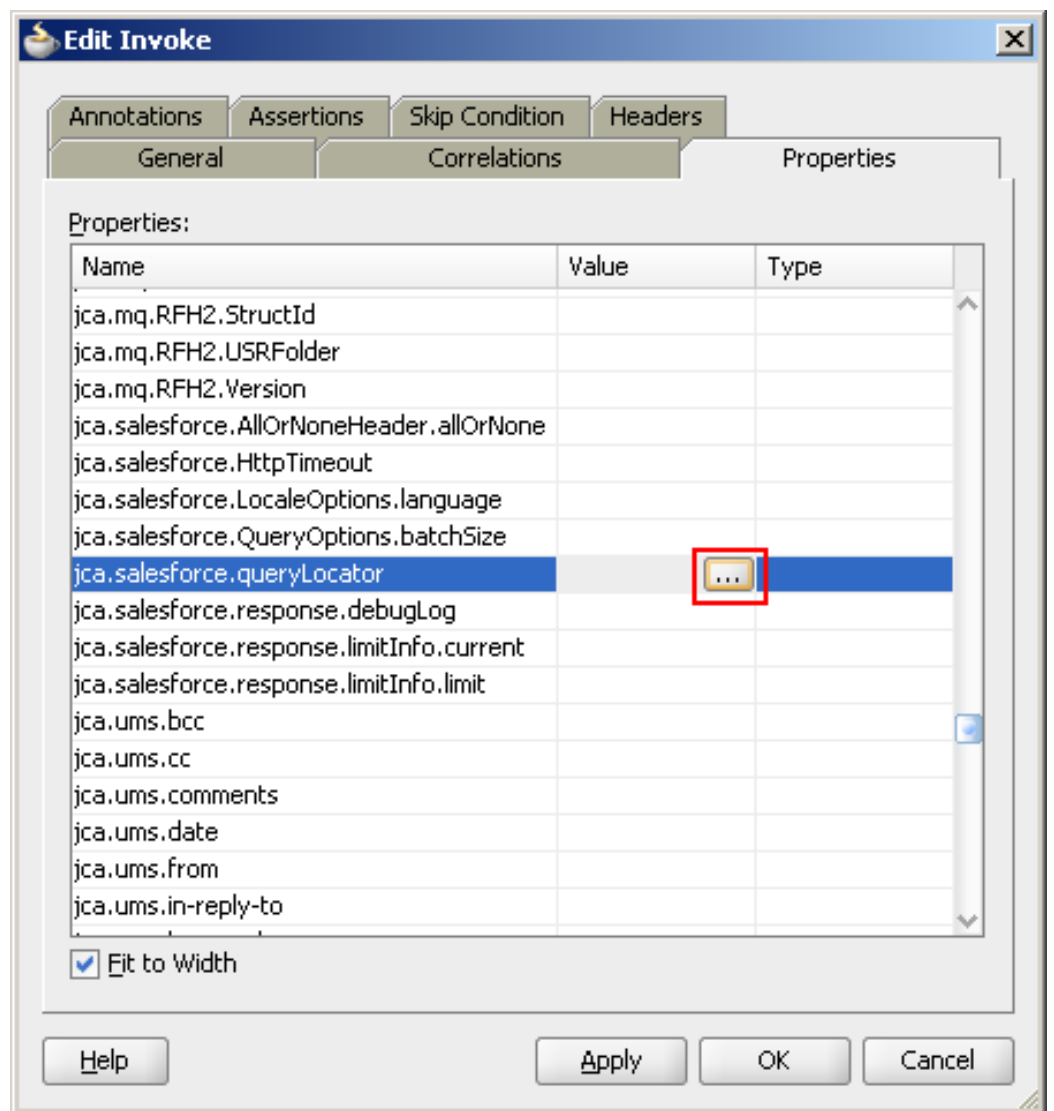 Edit Invoke
Annotations Assertions Skip Condition Headers
General Correlations Properties
Properties:
Name Value Type
jca.mq.RFH2.StructId
jca.mq.RFH2.USRFolder
jca.mq.RFH2.Version
jca.salesforce.AllOrNoneHeader.allOrNone
jca.salesforce.HttpTimeout
jca.salesforce.LocaleOptions.language
jca.salesforce.QueryOptions.batchSize
jca.salesforce.queryLocator ...
jca.salesforce.response.debugLog
jca.salesforce.response.limitInfo.current
jca.salesforce.response.limitInfo.limit
jca.ums.bcc
jca.ums.cc
jca.ums.comments
jca.ums.date
jca.ums.from
jca.ums.in-reply-to
Fit to Width
Help Apply OK Cancel